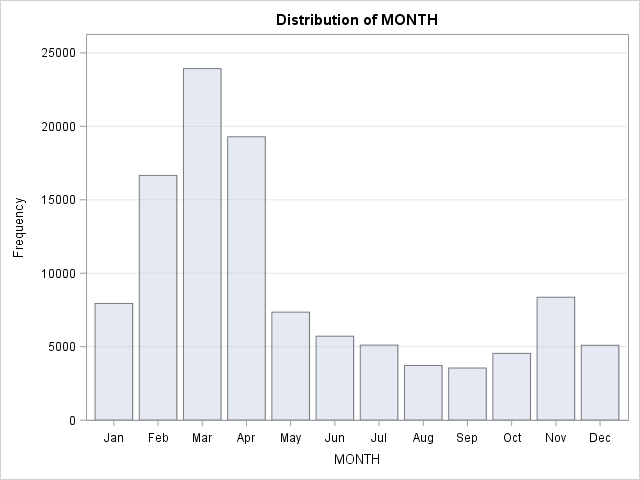 Distribution of MONTH
25000
20000
15000
10000
5000
0
Frequency
Jan Feb Mar Apr May Jun Jul Aug Sep Oct Nov Dec
MONTH